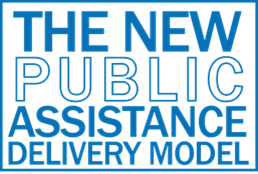 THE NEW
PUBLIC
ASSISTANCE
DELIVERY MODEL